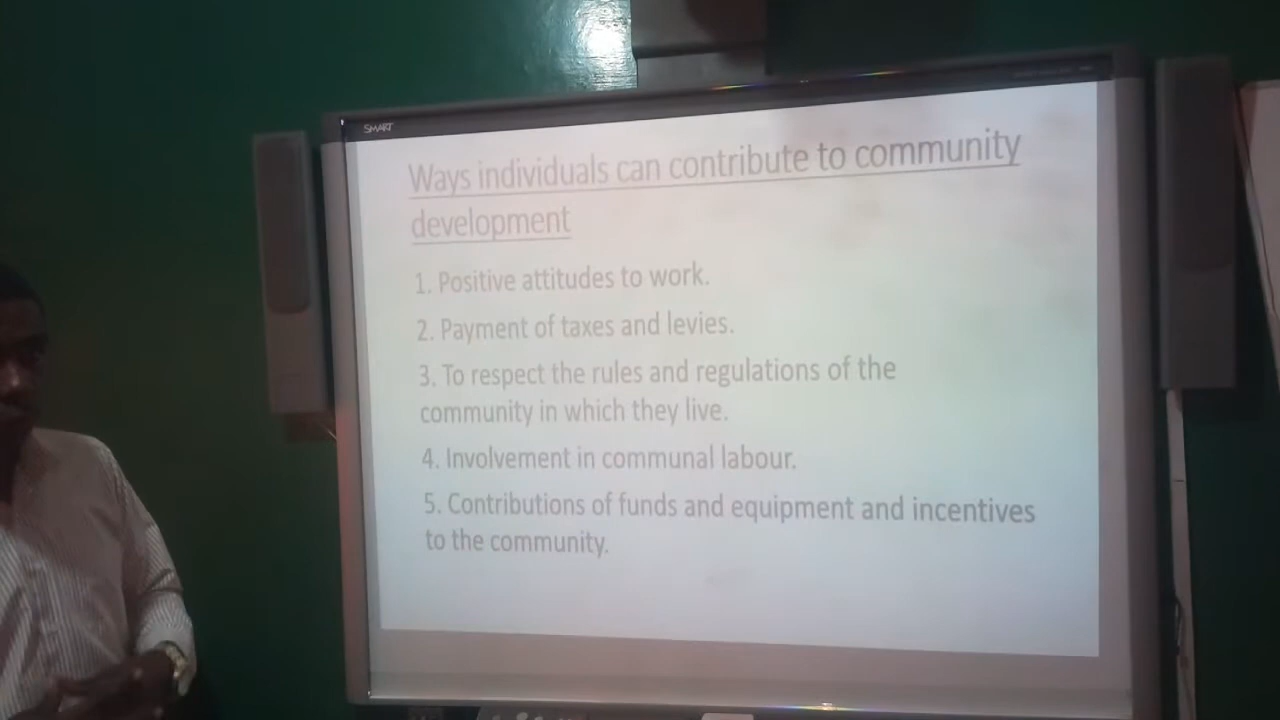 SMART
Ways individuals can contribute to community
development
1. Positive attitudes to work.
2. Payment of taxes and levies.
3. To respect the rules and regulations of the
community in which they live.
4. Involvement in communal labour.
5. Contributions of funds and equipment and incentives
to the community.